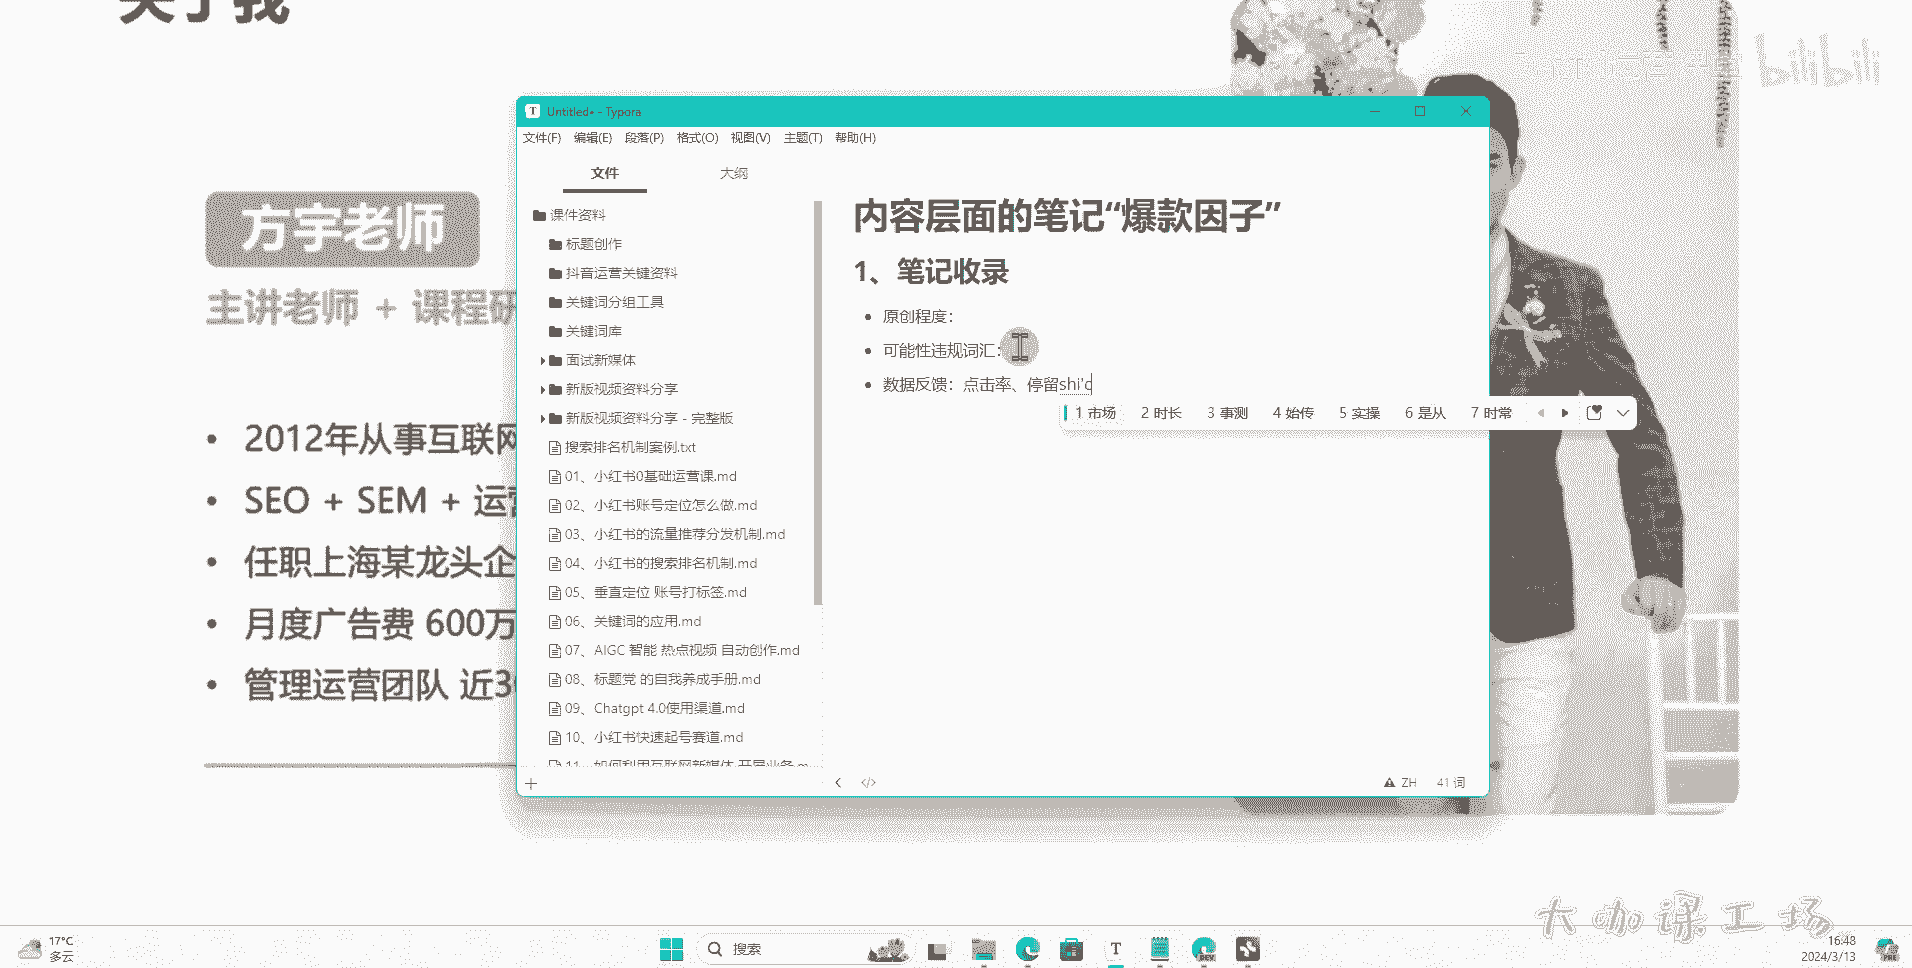 关于我
bilibili
方宇老师
主讲老师 + 课程研
2012年从事互联网
SEO + SEM + 运营
任职上海某龙头企
月度广告费 600万
管理运营团队 近30
Untitled• - Typora
文件(F) 编辑(E) 段落(P) 格式(O) 视图(V) 主题(T) 帮助(H)
文件 大纲
课件资料
标题创作
抖音运营关键资料
关键词分组工具
关键词库
面试新媒体
新版视频资料分享
新版视频资料分享 - 完整版
搜索排名机制案例.txt
01、小红书0基础运营课.md
02、小红书账号定位怎么做.md
03、小红书的流量推荐分发机制.md
04、小红书的搜索排名机制.md
05、垂直定位 账号打标签.md
06、关键词的应用.md
07、AIGC 智能 热点视频 自动创作.md
08、标题党 的自我养成手册.md
09、Chatgpt 4.0使用渠道.md
10、小红书快速起号赛道.md
11、如何利用互联网新媒体 开展业务.m
内容层面的笔记“爆款因子”
1、笔记收录
原创程度：
可能性违规词汇：
数据反馈：点击率、停留shi'c
1 市场 2 时长 3 事测 4 始传 5 实操 6 是从 7 时常
ZH 41 词
大咖课工场
17°C
多云
搜索
16:48
2024/3/13